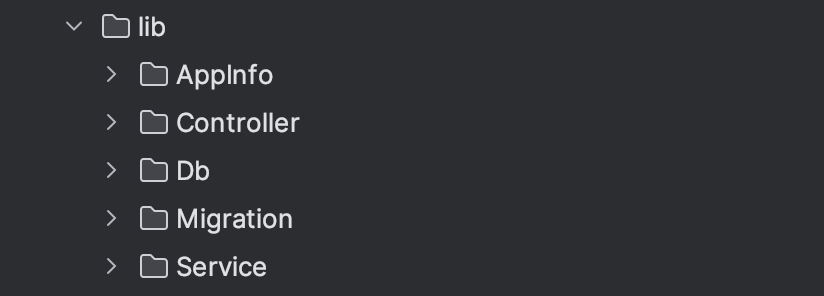 lib
AppInfo
Controller
Db
Migration
Service